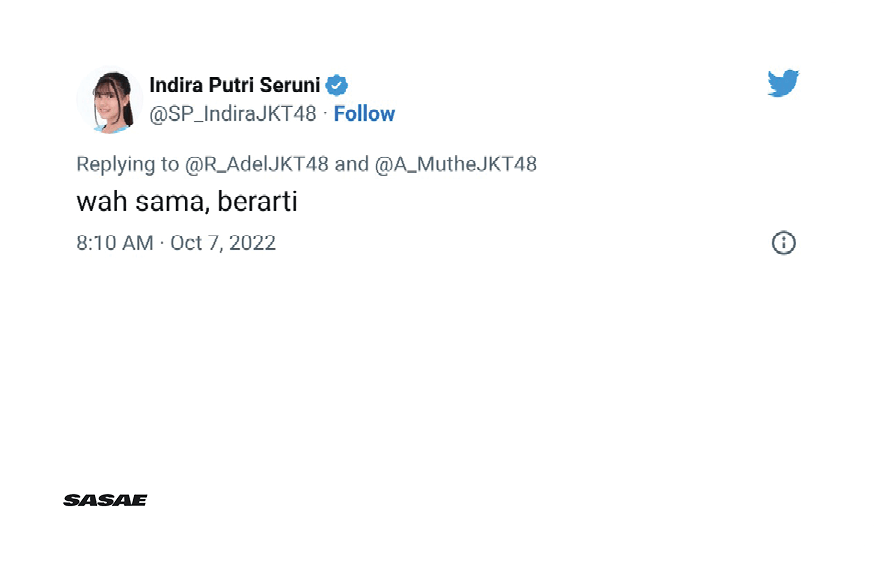 Indira Putri Seruni
@SP_IndiraJKT48 · Follow
Replying to @R_AdelJKT48 and @A_MutheJKT48
wah sama, berarti
8:10 AM · Oct 7, 2022
SASAE